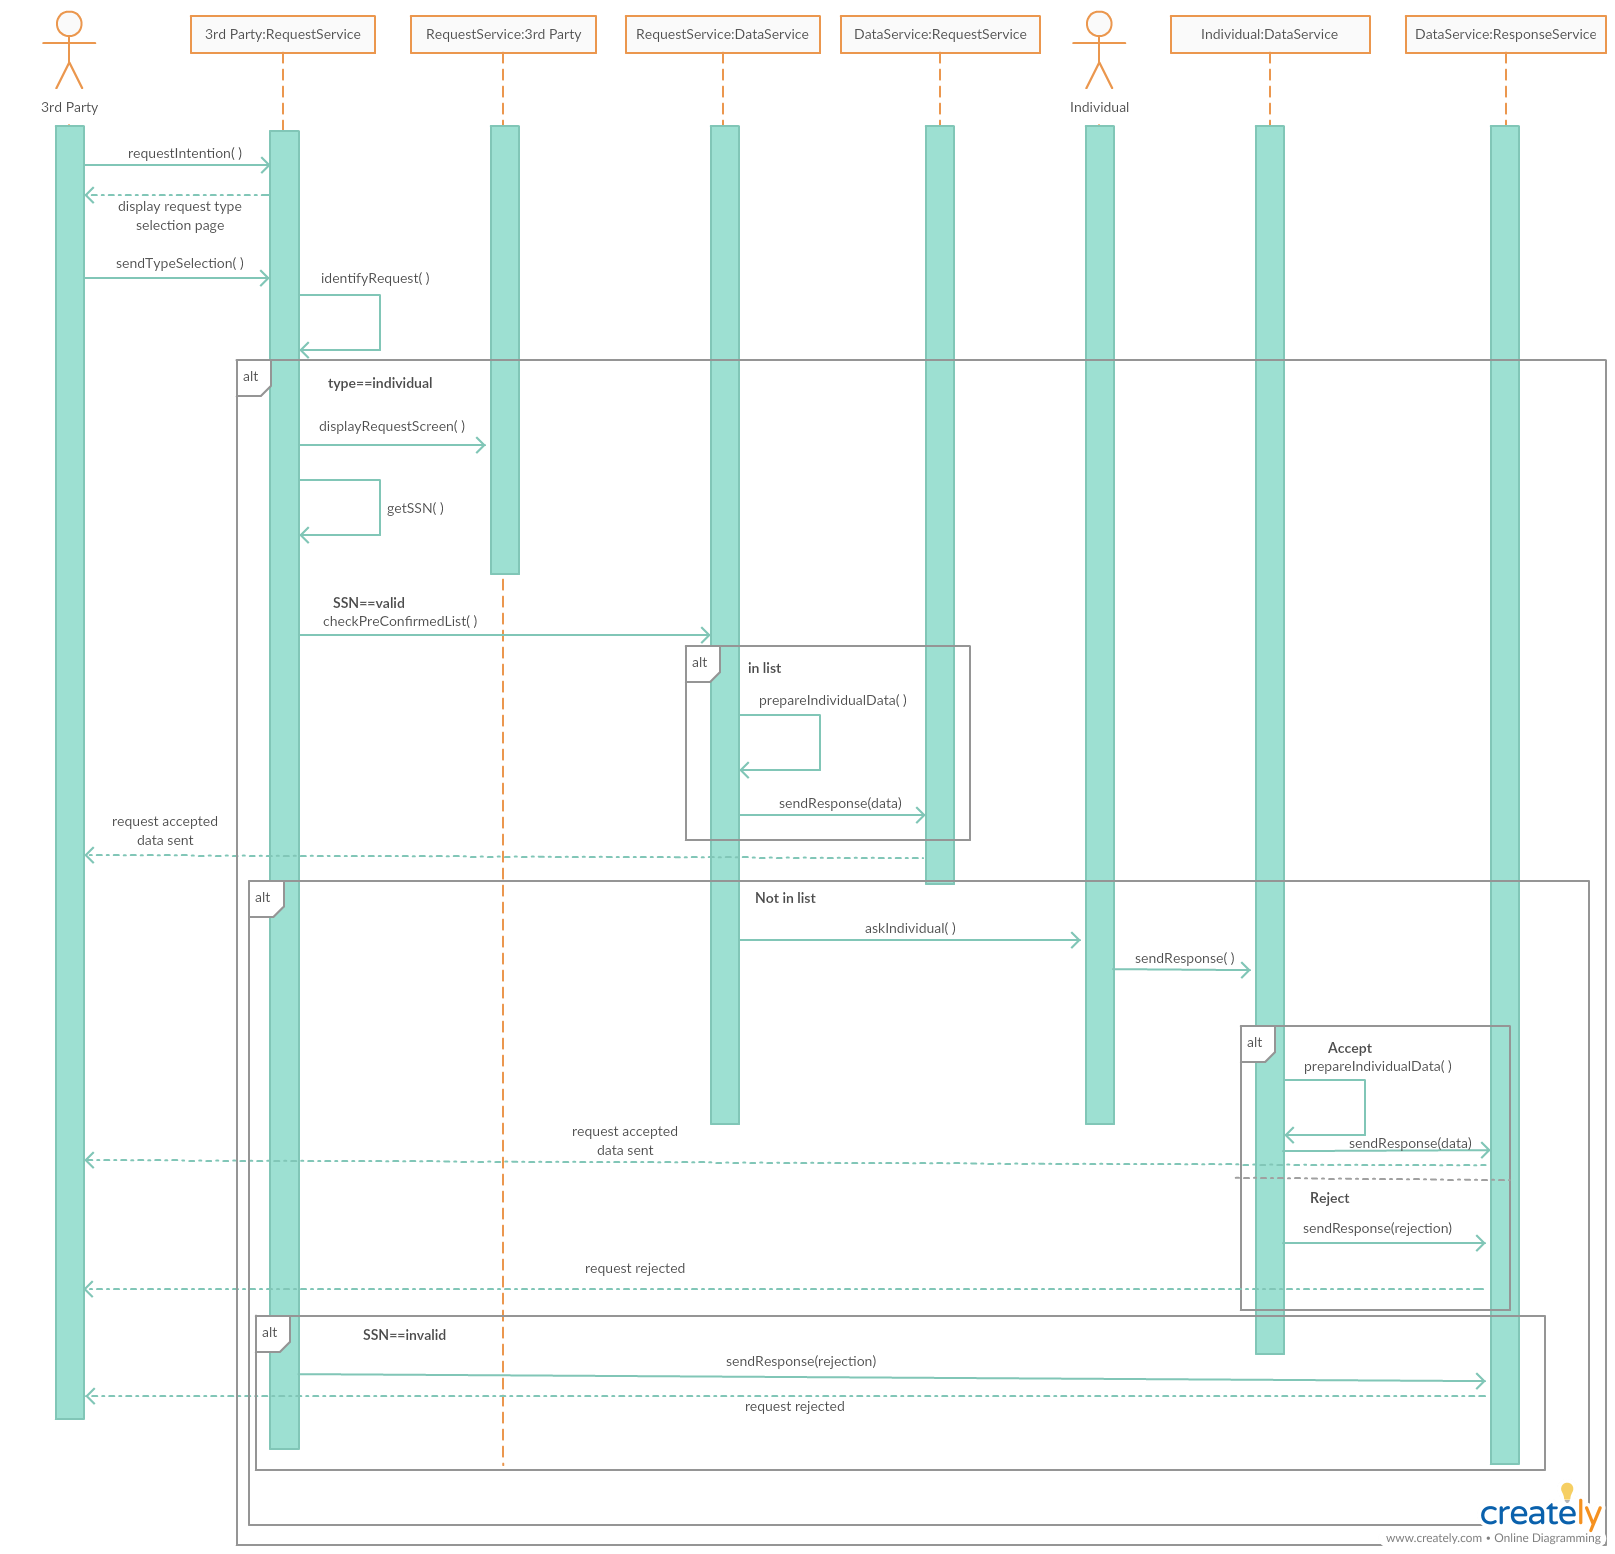 3rd Party:RequestService
RequestService:3rd Party
RequestService:DataService
DataService:RequestService
Individual:DataService
DataService:ResponseService
3rd Party
Individual
requestIntention( )
display request type
selection page
sendTypeSelection( )
identifyRequest( )
alt
type==individual
displayRequestScreen( )
getSSN( )
SSN==valid
checkPreConfirmedList( )
alt
in list
prepareIndividualData( )
sendResponse(data)
request accepted
data sent
alt
Not in list
askIndividual( )
sendResponse( )
alt
Accept
prepareIndividualData( )
request accepted
data sent
sendResponse(data)
Reject
sendResponse(rejection)
request rejected
alt
SSN==invalid
sendResponse(rejection)
request rejected
creately
www.creately.com • Online Diagramming